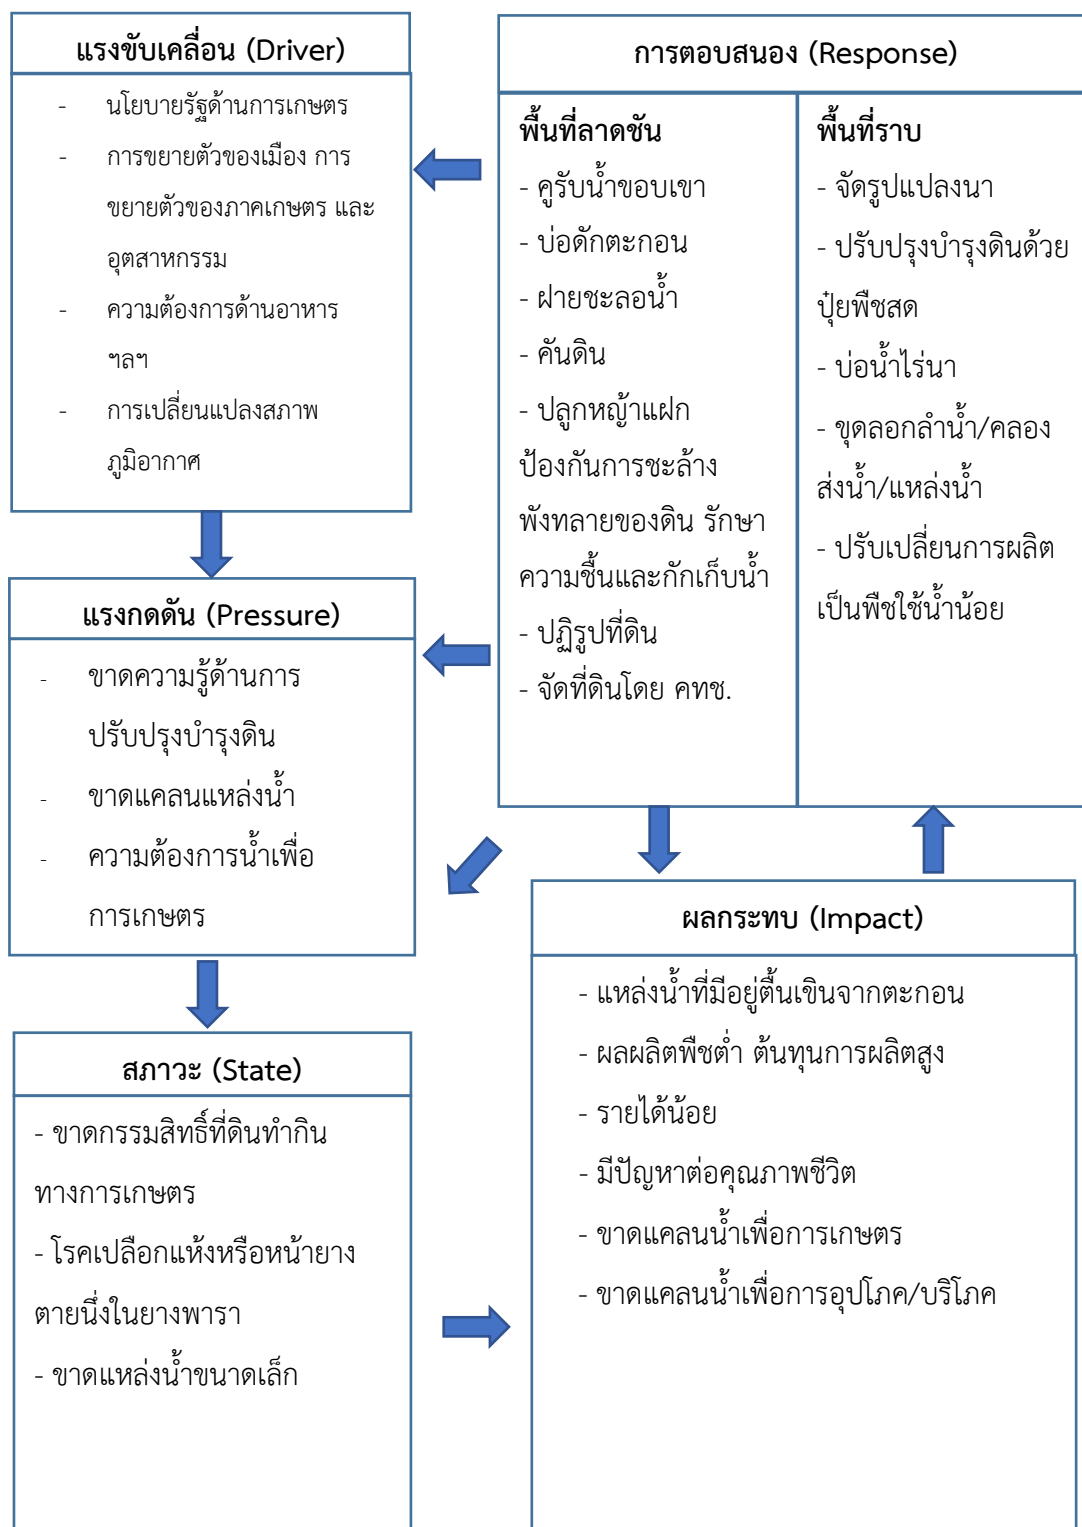 แรงขับเคลื่อน (Driver)
- นโยบายรัฐด้านการเกษตร
- การขยายตัวของเมือง การ
ขยายตัวของภาคเกษตร และ
อุตสาหกรรม
- ความต้องการด้านอาหาร
ฯลฯ
- การเปลี่ยนแปลงสภาพ
ภูมิอากาศ
การตอบสนอง (Response)
พื้นที่ลาดชัน
- คูรับน้ำขอบเขา
- บ่อดักตะกอน
- ฝายชะลอน้ำ
- คันดิน
- ปลูกหญ้าแฝก
ป้องกันการชะล้าง
พังทลายของดิน รักษา
ความชื้นและกักเก็บน้ำ
- ปฏิรูปที่ดิน
- จัดที่ดินโดย คทช.
พื้นที่ราบ
- จัดรูปแปลงนา
- ปรับปรุงบำรุงดินด้วย
ปุ๋ยพืชสด
- บ่อน้ำไร่นา
- ขุดลอกลำน้ำ/คลอง
ส่งน้ำ/แหล่งน้ำ
- ปรับเปลี่ยนการผลิต
เป็นพืชใช้น้ำน้อย
แรงกดดัน (Pressure)
- ขาดความรู้ด้านการ
ปรับปรุงบำรุงดิน
- ขาดแคลนแหล่งน้ำ
- ความต้องการน้ำเพื่อ
การเกษตร
สภาวะ (State)
- ขาดกรรมสิทธิ์ที่ดินทำกิน
ทางการเกษตร
- โรคเปลือกแห้งหรือหน้ายาง
ตายนึ่งในยางพารา
- ขาดแหล่งน้ำขนาดเล็ก
ผลกระทบ (Impact)
- แหล่งน้ำที่มีอยู่ตื้นเขินจากตะกอน
- ผลผลิตพืชต่ำ ต้นทุนการผลิตสูง
- รายได้น้อย
- มีปัญหาต่อคุณภาพชีวิต
- ขาดแคลนน้ำเพื่อการเกษตร
- ขาดแคลนน้ำเพื่อการอุปโภค/บริโภค